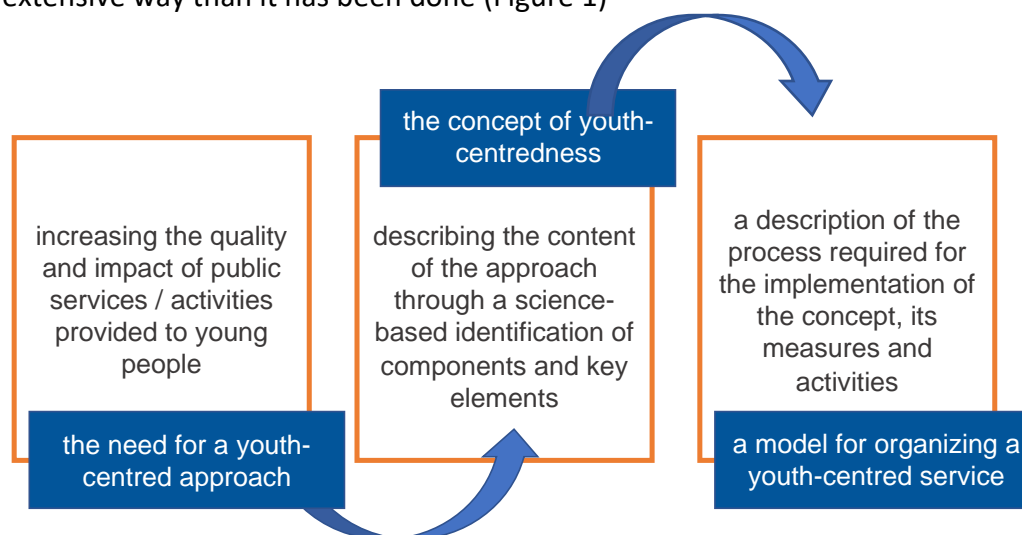 extensive way than it has been done (Figure 1)
increasing the quality
and impact of public
services / activities
provided to young
people
the need for a youth-
centred approach
the concept of youth-
centredness
describing the content
of the approach
through a science-
based identification of
components and key
elements
a description of the
process required for
the implementation of
the concept, its
measures and
activities
a model for organizing a
youth-centred service